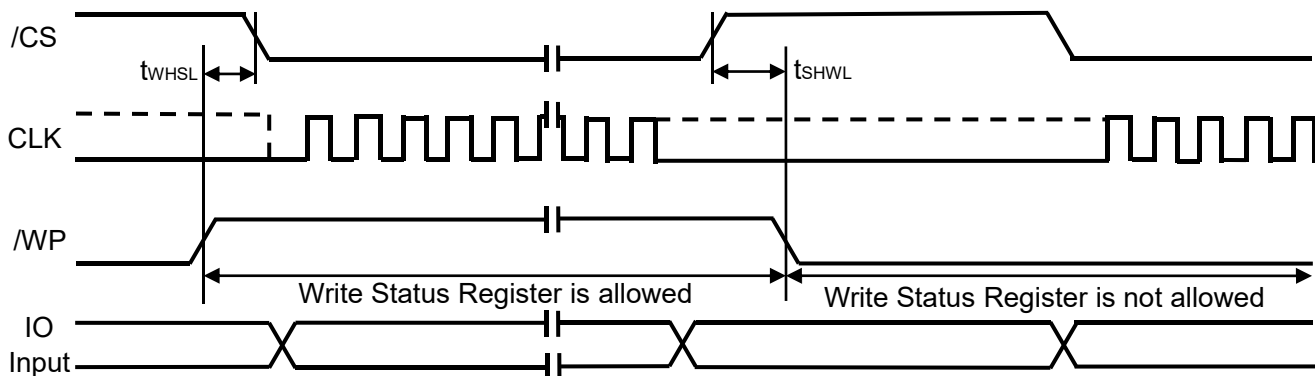 /CS
tWHSL
tSHWL
CLK
/WP
Write Status Register is allowed
Write Status Register is not allowed
IO
Input